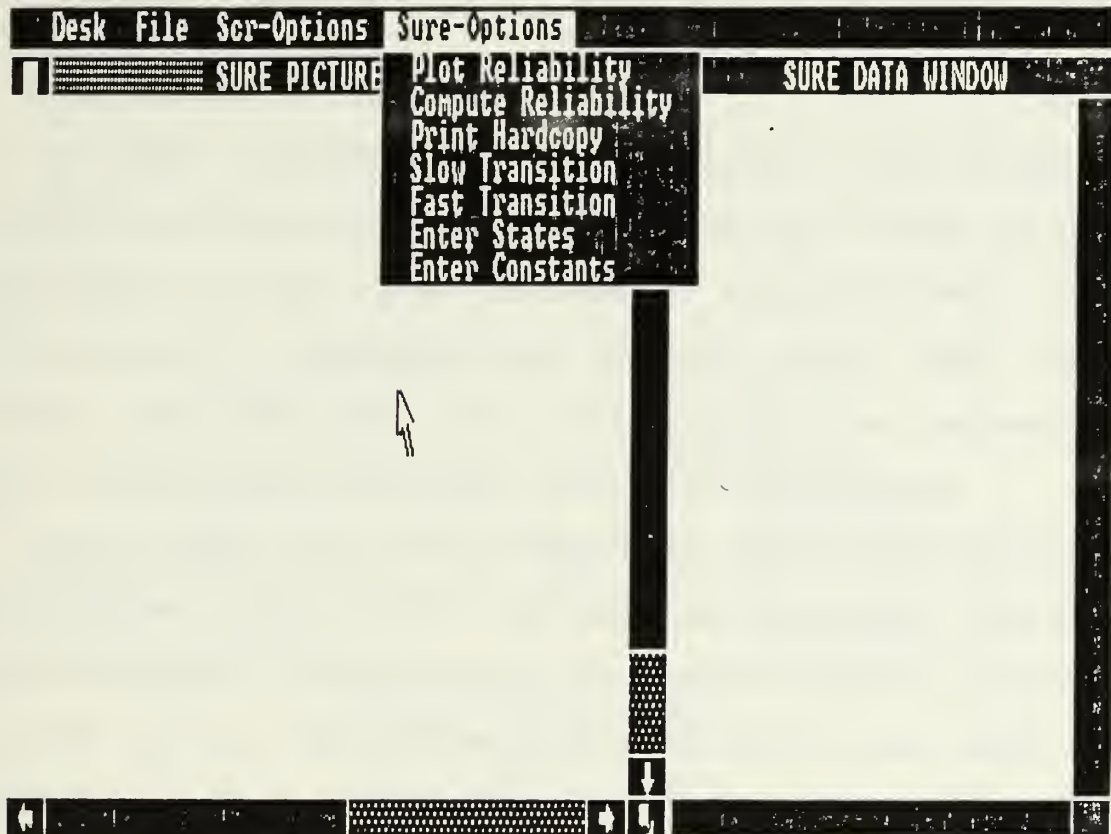 Desk File Scr-Options Sure-Options
SURE PICTURE SURE DATA WINDOW
Plot Reliability
Compute Reliability
Print Hardcopy
Slow Transition
Fast Transition
Enter States
Enter Constants